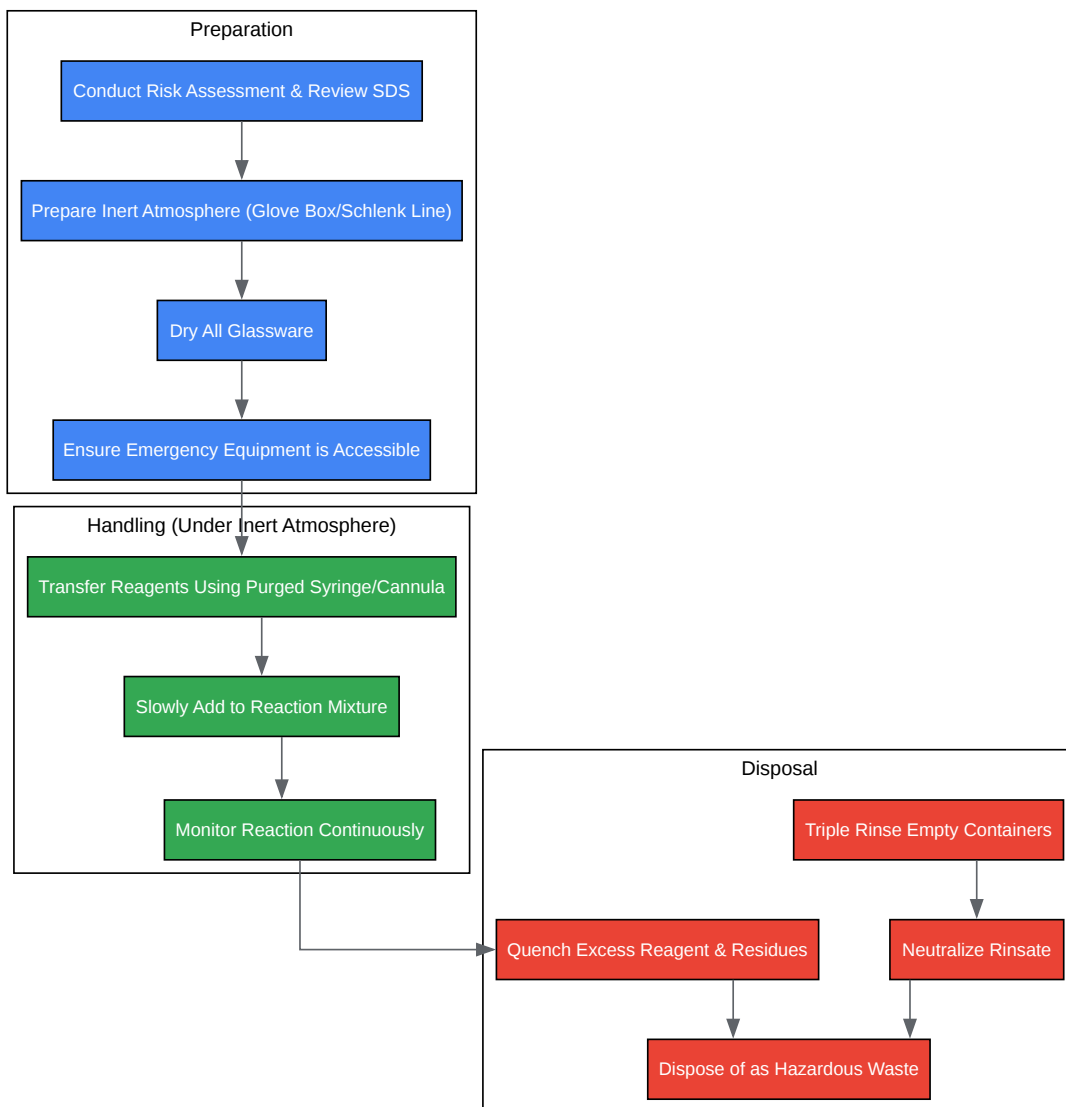 Preparation
Conduct Risk Assessment & Review SDS
Prepare Inert Atmosphere (Glove Box/Schlenk Line)
Dry All Glassware
Ensure Emergency Equipment is Accessible
Handling (Under Inert Atmosphere)
Transfer Reagents Using Purged Syringe/Cannula
Slowly Add to Reaction Mixture
Monitor Reaction Continuously
Disposal
Triple Rinse Empty Containers
Quench Excess Reagent & Residues
Neutralize Rinsate
Dispose of as Hazardous Waste